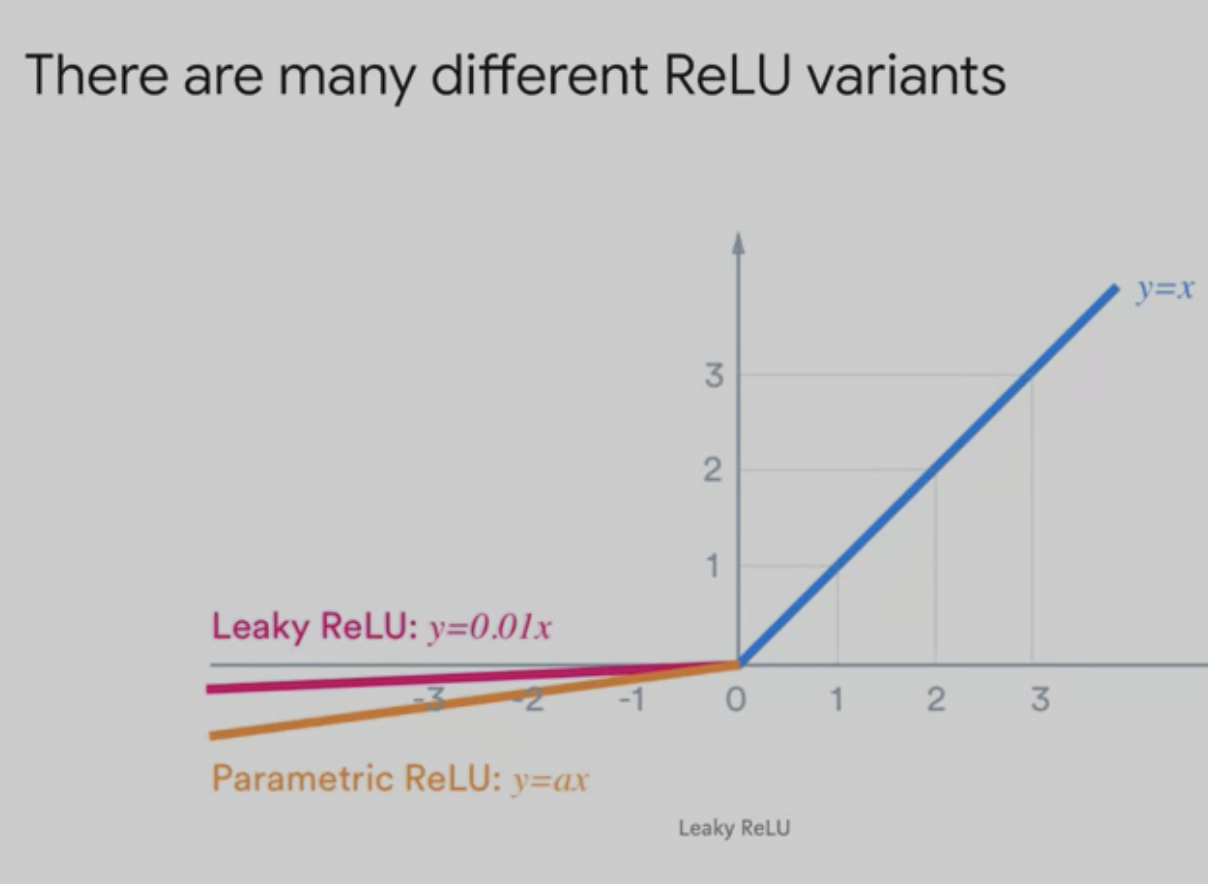 There are many different ReLU variants
y=x
3
2
1
Leaky ReLU: y=0.01x
-3 -2 -1 0 1 2 3
Parametric ReLU: y=ax
Leaky ReLU